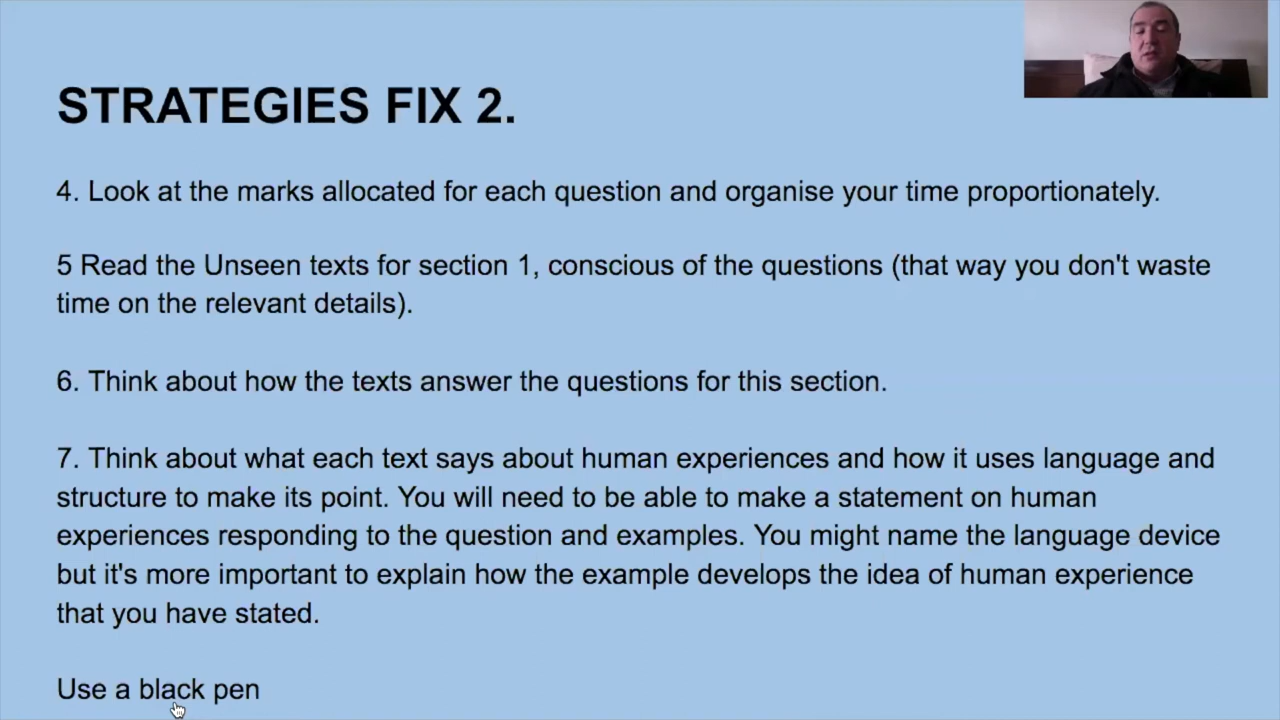 STRATEGIES FIX 2.
4. Look at the marks allocated for each question and organise your time proportionately.
5 Read the Unseen texts for section 1, conscious of the questions (that way you don't waste
time on the relevant details).
6. Think about how the texts answer the questions for this section.
7. Think about what each text says about human experiences and how it uses language and
structure to make its point. You will need to be able to make a statement on human
experiences responding to the question and examples. You might name the language device
but it's more important to explain how the example develops the idea of human experience
that you have stated.
Use a black pen